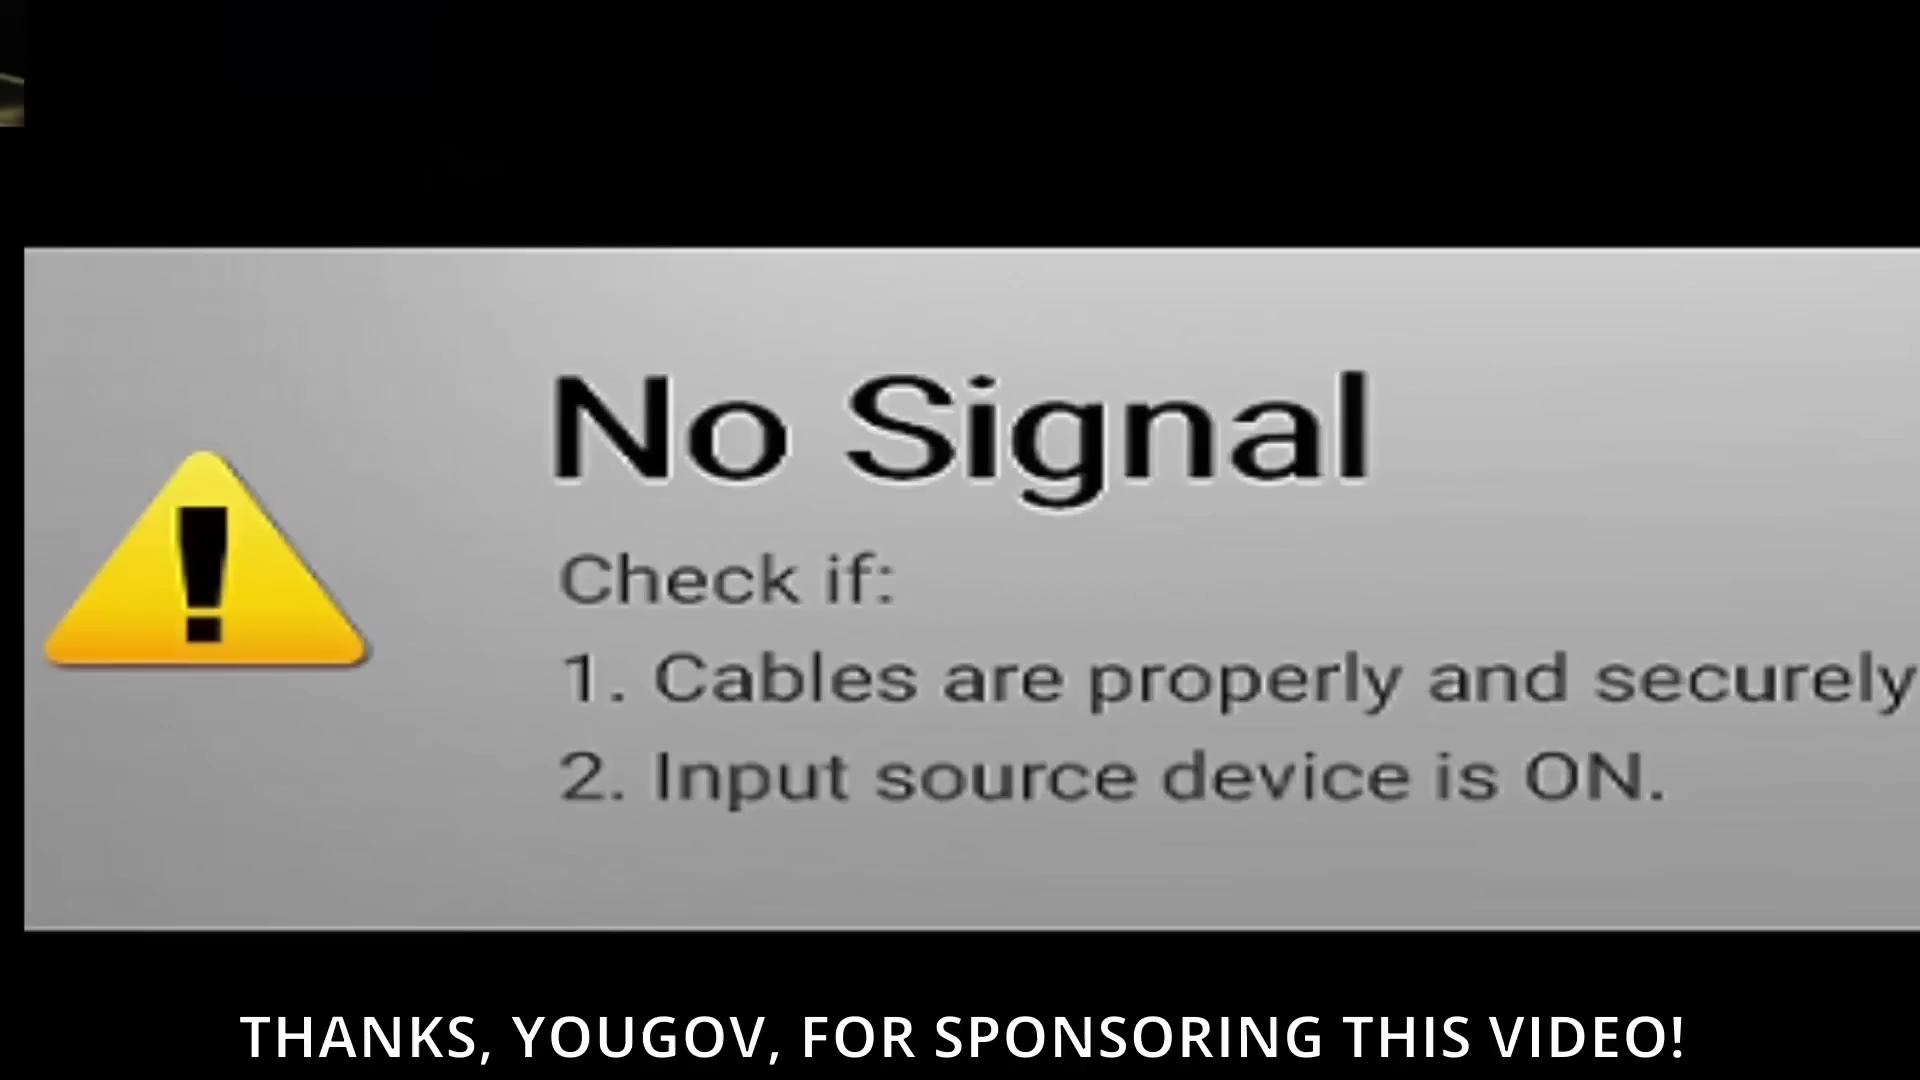 No Signal
Check if:
1. Cables are properly and securely
2. Input source device is ON.
THANKS, YOUGOV, FOR SPONSORING THIS VIDEO!